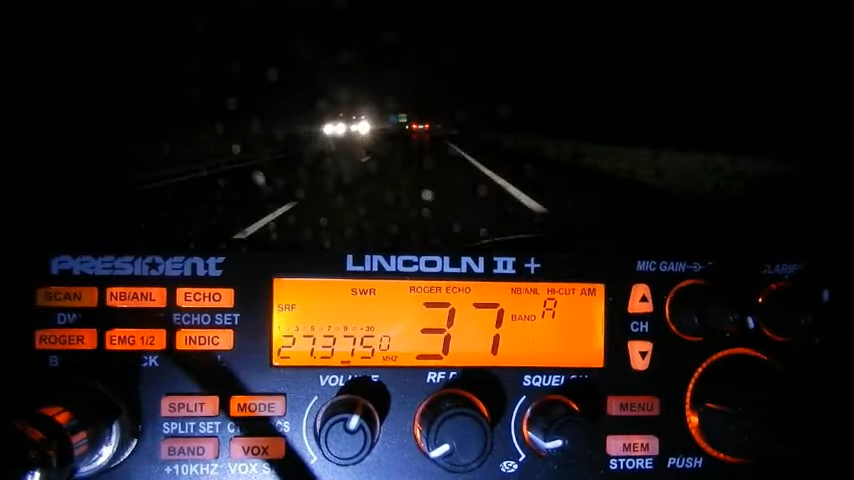 PRESIDENT
LINCOLN II +
MIC GAIN
SCAN NB/ANL ECHO
ECHO SET
ROGER EMG 1/2 INDIC
SWR ROGER ECHO NB/ANL HI-CUT AM
SRF BAND A
37
27.3750 MHZ
CH
SPLIT MODE
SPLIT SET
BAND VOX
+10KHZ
SQUEL
MENU
MEM
STORE PUSH